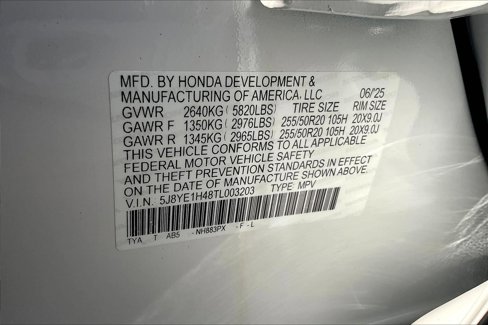 MFD. BY HONDA DEVELOPMENT &
MANUFACTURING OF AMERICA, LLC 06/25
GVWR 2640KG (5820LBS) TIRE SIZE RIM SIZE
GAWR F 1350KG (2976LBS) 255/50R20 105H 20X9.0J
GAWR R 1345KG (2965LBS) 255/50R20 105H 20X9.0J
THIS VEHICLE CONFORMS TO ALL APPLICABLE
FEDERAL MOTOR VEHICLE SAFETY
AND THEFT PREVENTION STANDARDS IN EFFECT
ON THE DATE OF MANUFACTURE SHOWN ABOVE.
V.I.N. 5J8YE1H48TL003203 TYPE: MPV
TYA T AB5 - NH883PX - F - L